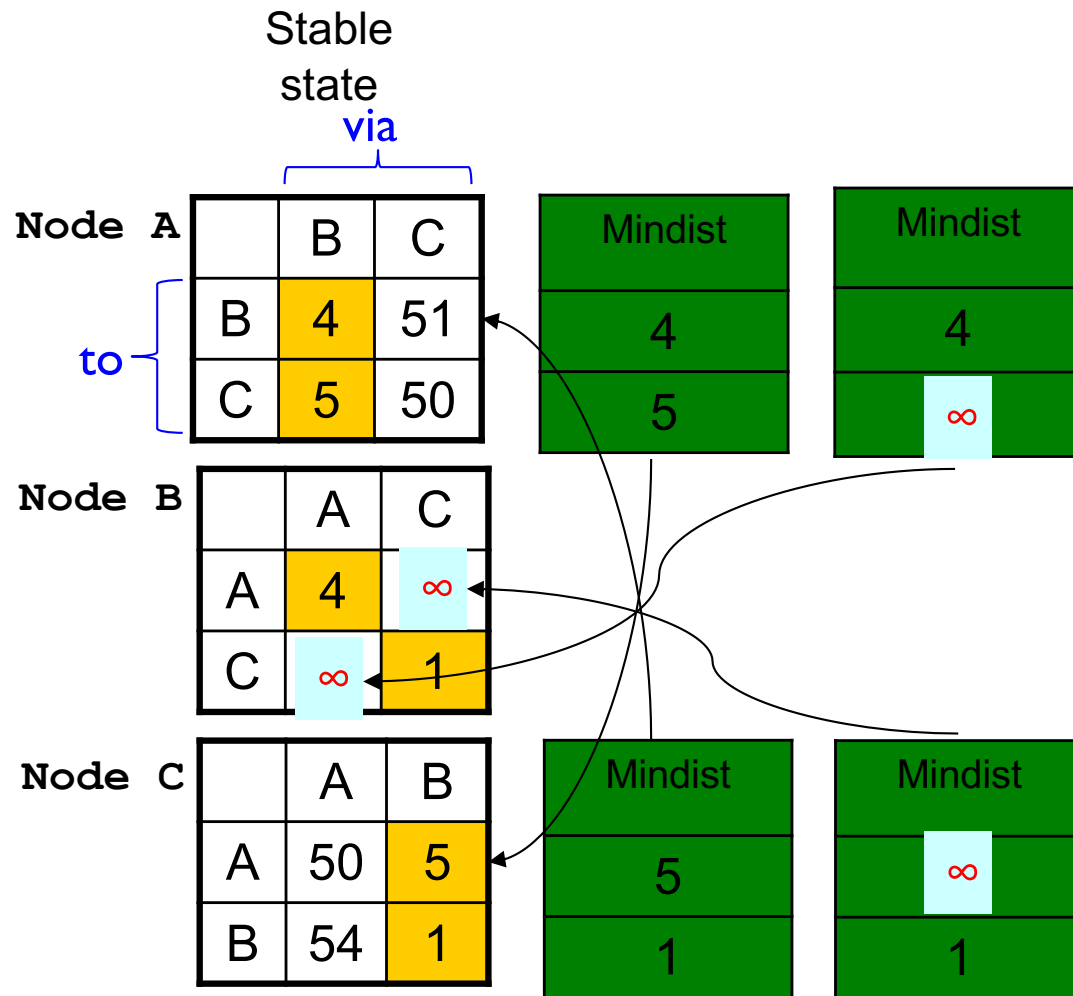 Stable
state
via
Node A
B C
B 4 51
to
C 5 50
Mindist
4
5
Mindist
4
∞
Node B
A C
A 4 ∞
C ∞ 1
Node C
A B
A 50 5
B 54 1
Mindist
5
1
Mindist
∞
1